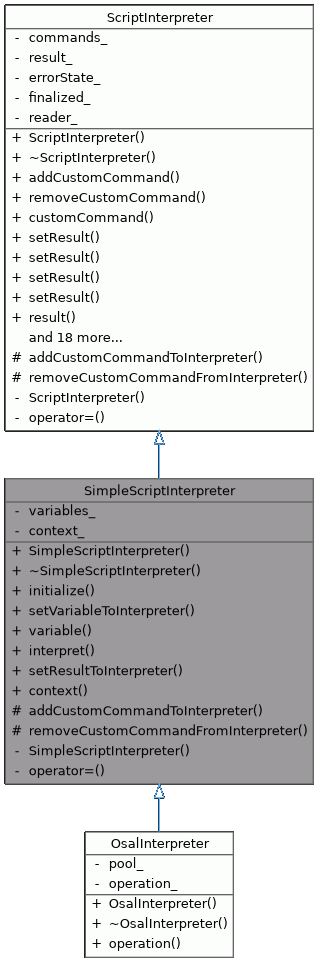 ScriptInterpreter
- commands_
- result_
- errorState_
- finalized_
- reader_
+ ScriptInterpreter()
+ ~ScriptInterpreter()
+ addCustomCommand()
+ removeCustomCommand()
+ customCommand()
+ setResult()
+ setResult()
+ setResult()
+ setResult()
+ result()
and 18 more...
# addCustomCommandToInterpreter()
# removeCustomCommandFromInterpreter()
- ScriptInterpreter()
- operator=()
SimpleScriptInterpreter
- variables_
- context_
+ SimpleScriptInterpreter()
+ ~SimpleScriptInterpreter()
+ initialize()
+ setVariableToInterpreter()
+ variable()
+ interpret()
+ setResultToInterpreter()
+ context()
# addCustomCommandToInterpreter()
# removeCustomCommandFromInterpreter()
- SimpleScriptInterpreter()
- operator=()
OsalInterpreter
- pool_
- operation_
+ OsalInterpreter()
+ ~OsalInterpreter()
+ operation()